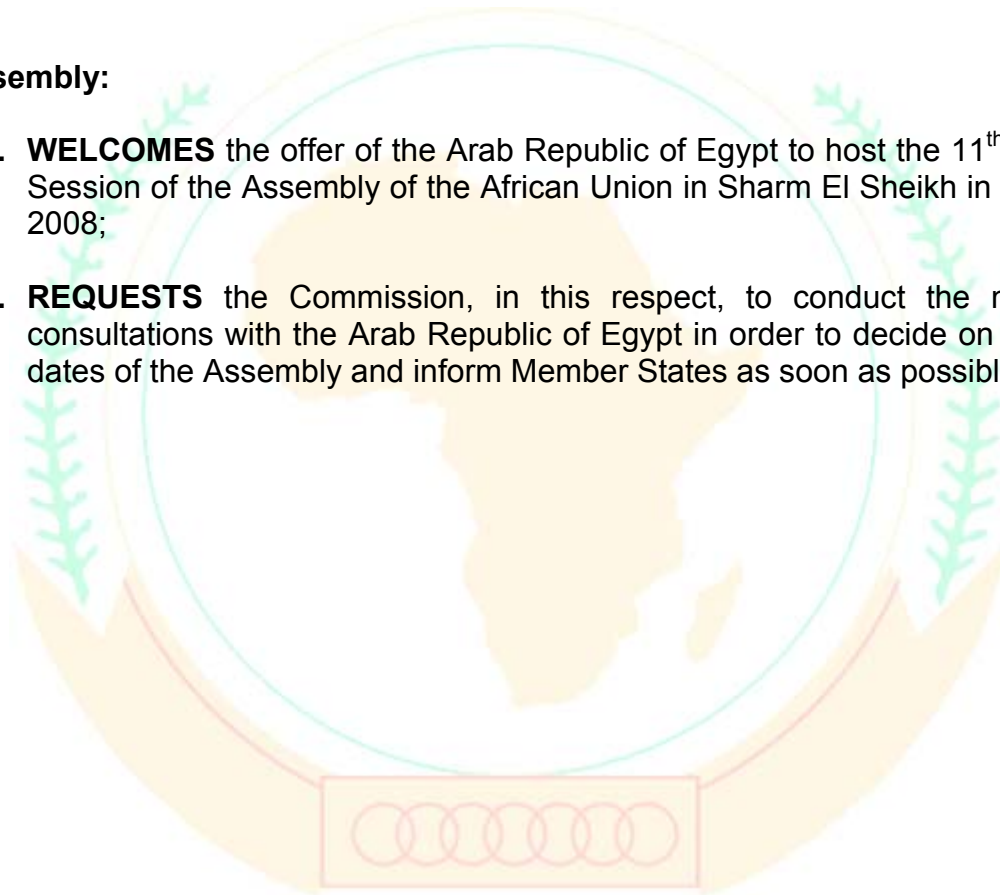 sembly:
. WELCOMES the offer of the Arab Republic of Egypt to host the 11th
Session of the Assembly of the African Union in Sharm El Sheikh in
2008;
. REQUESTS the Commission, in this respect, to conduct the
consultations with the Arab Republic of Egypt in order to decide on
dates of the Assembly and inform Member States as soon as possibl